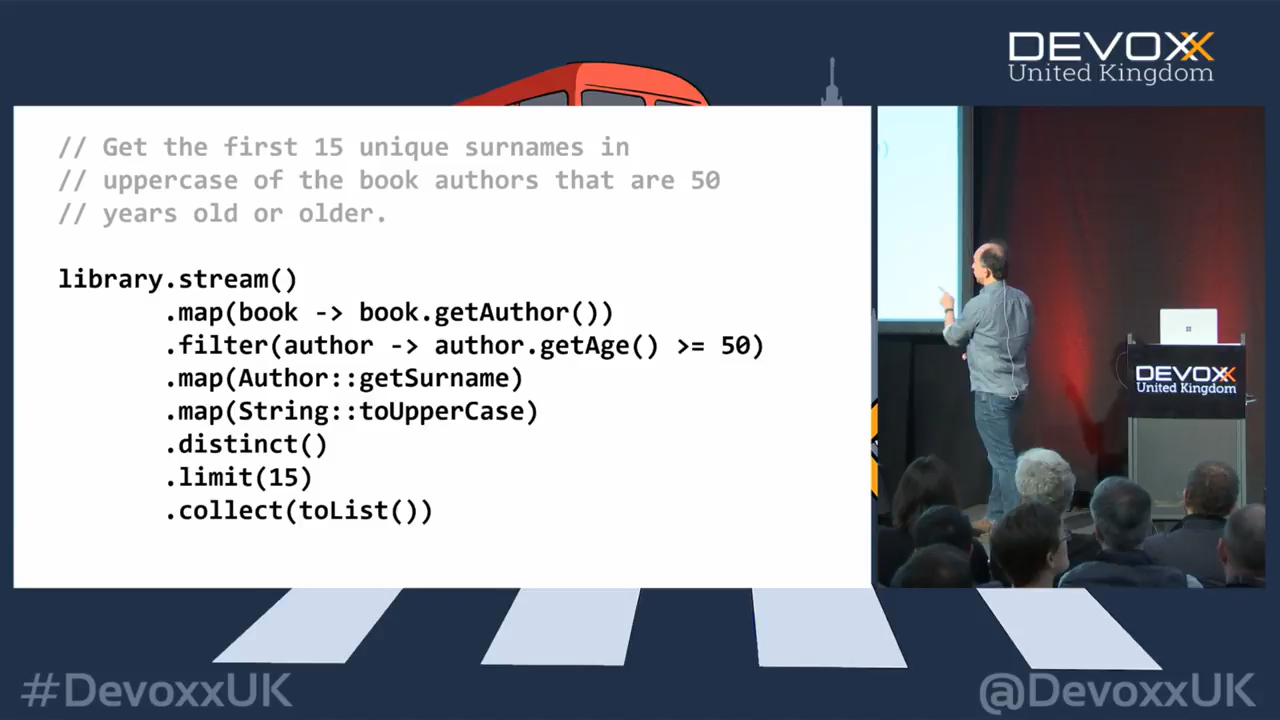 DEVOXX
United Kingdom
// Get the first 15 unique surnames in
// uppercase of the book authors that are 50
// years old or older.
library.stream()
.map(book -> book.getAuthor())
.filter(author -> author.getAge() >= 50)
.map(Author::getSurname)
.map(String::toUpperCase)
.distinct()
.limit(15)
.collect(toList())
DEVOXX
United Kingdom
#DevoxxUK
@DevoxxUK